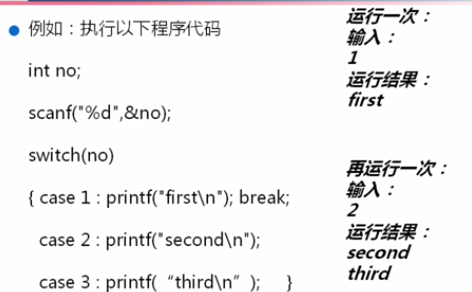 例如：执行以下程序代码
int no;
scanf("%d",&no);
switch(no)
{ case 1 : printf("first\n"); break;
case 2 : printf("second\n");
case 3 : printf(“third\n”); }
运行一次：
输入：
1
运行结果：
first
再运行一次：
输入：
2
运行结果：
second
third